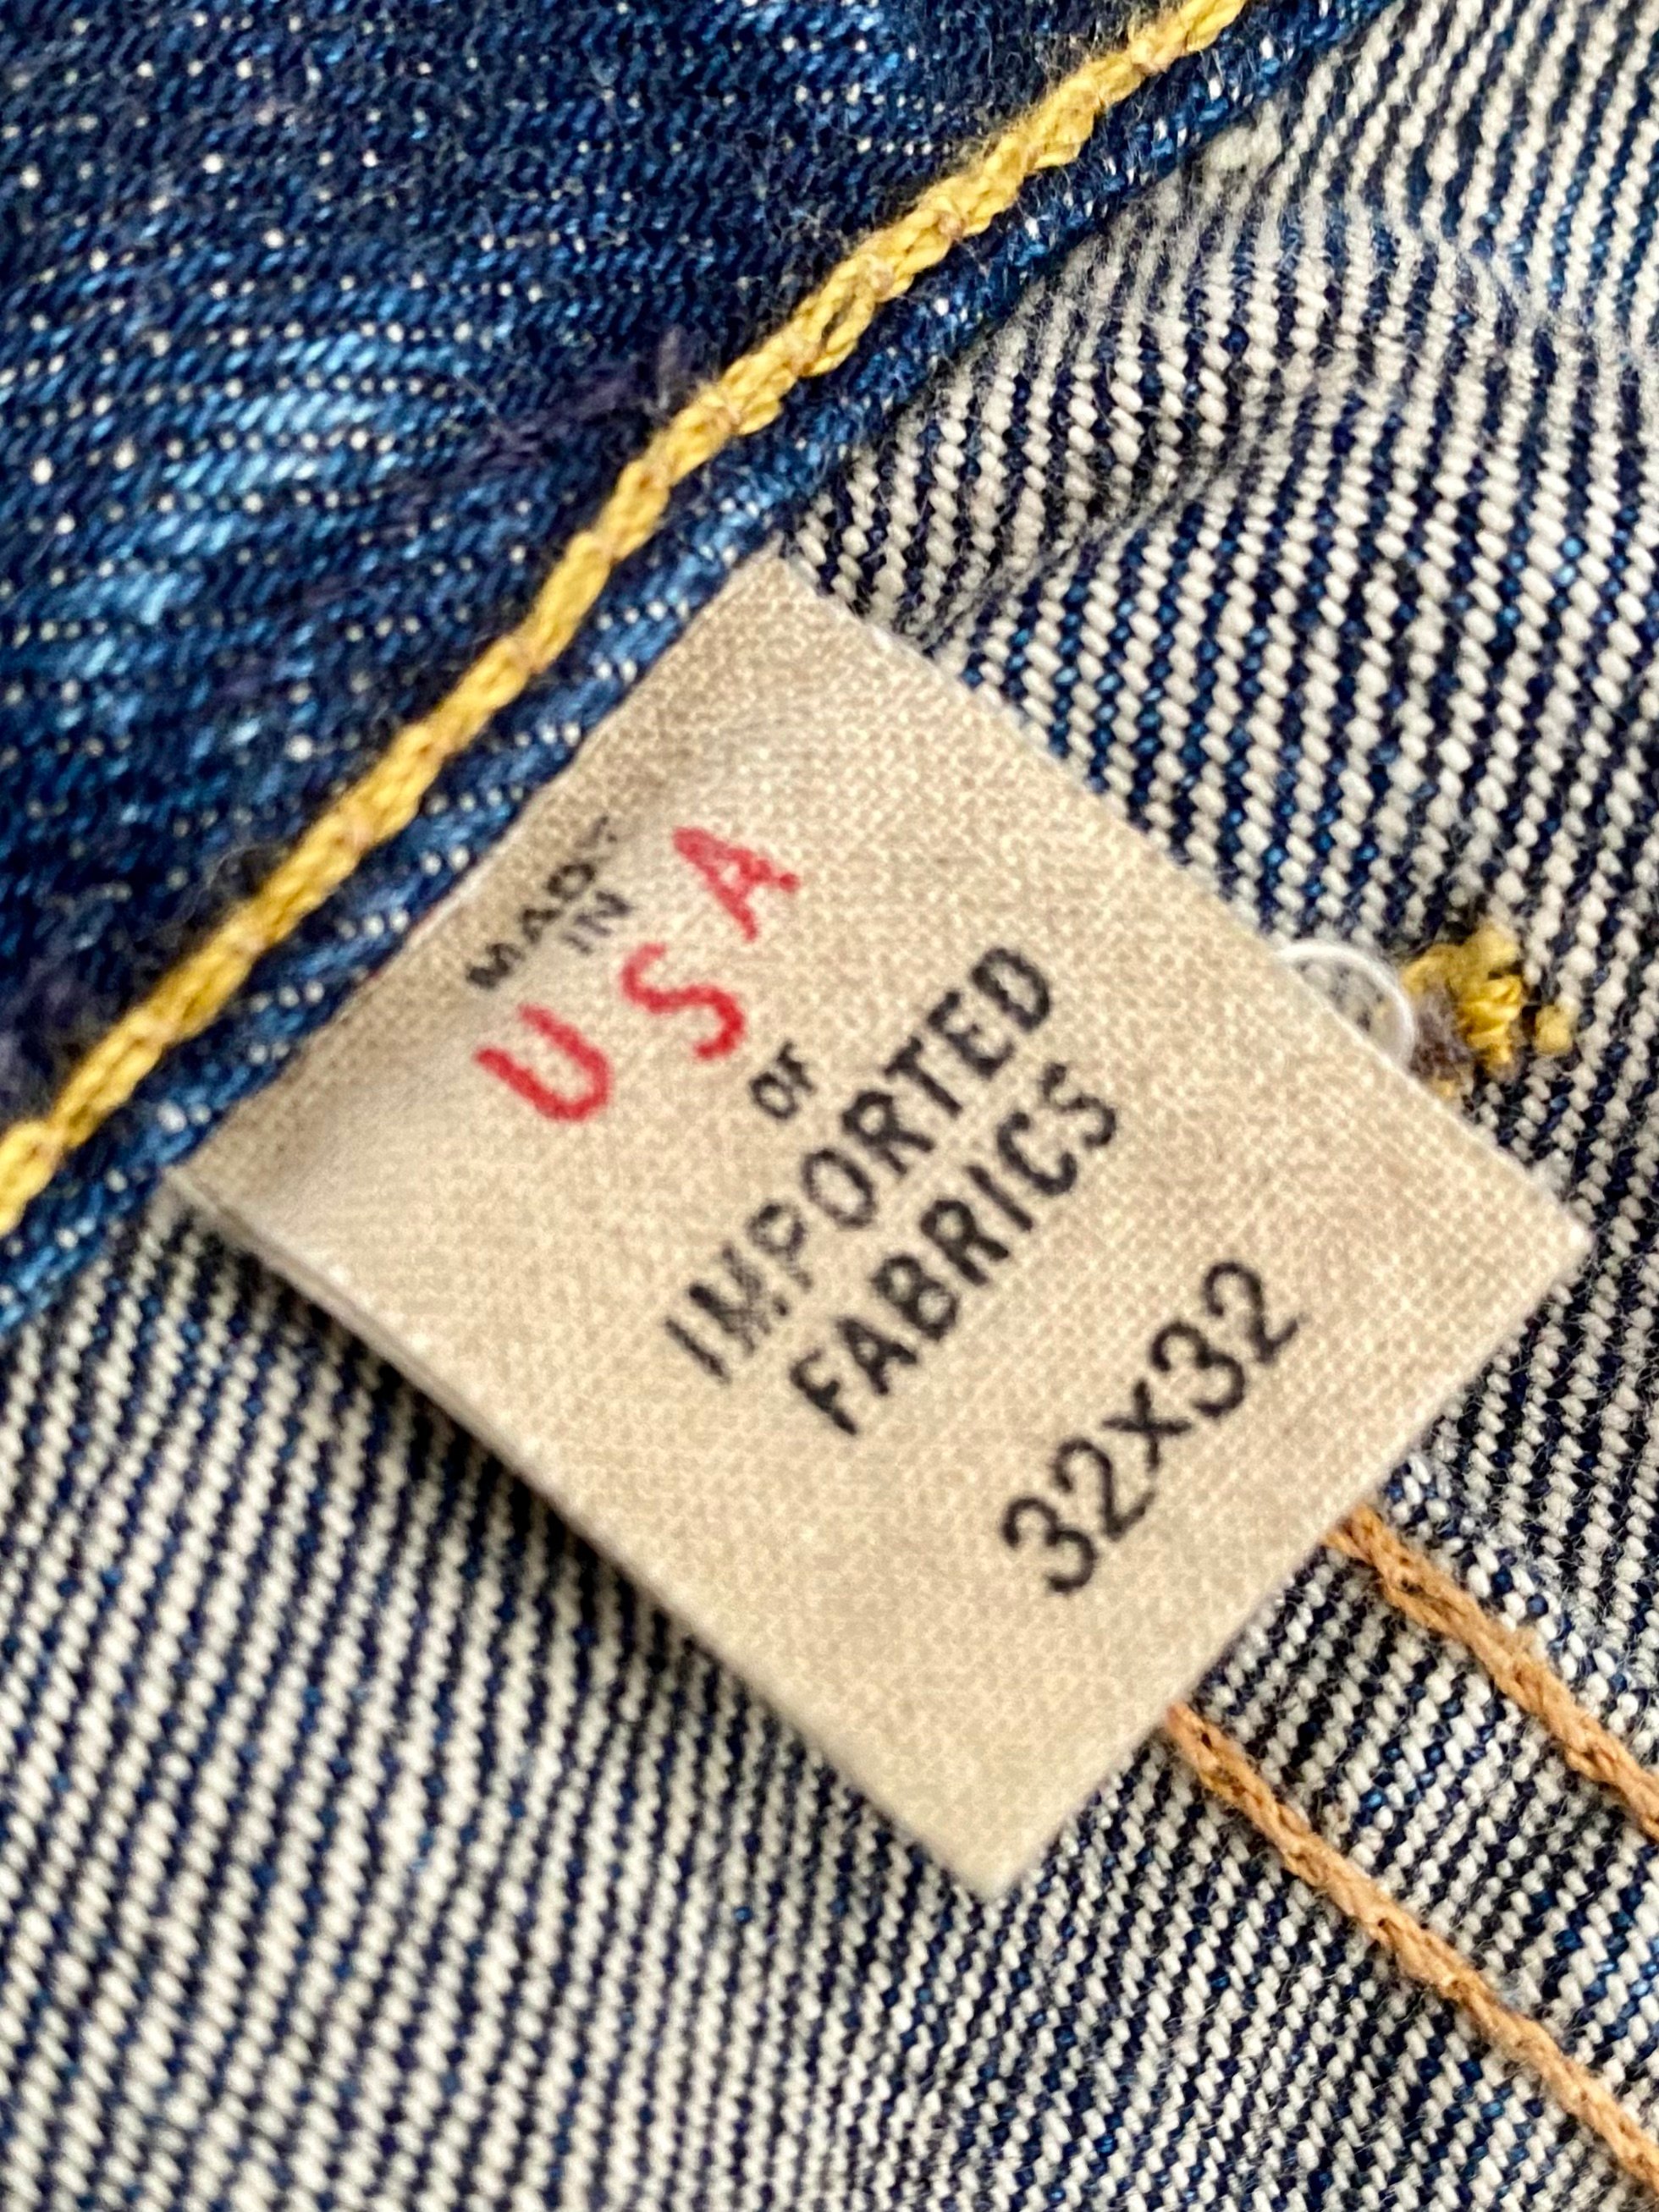 MADE
IN
USA
OF
IMPORTED
FABRICS
32x32